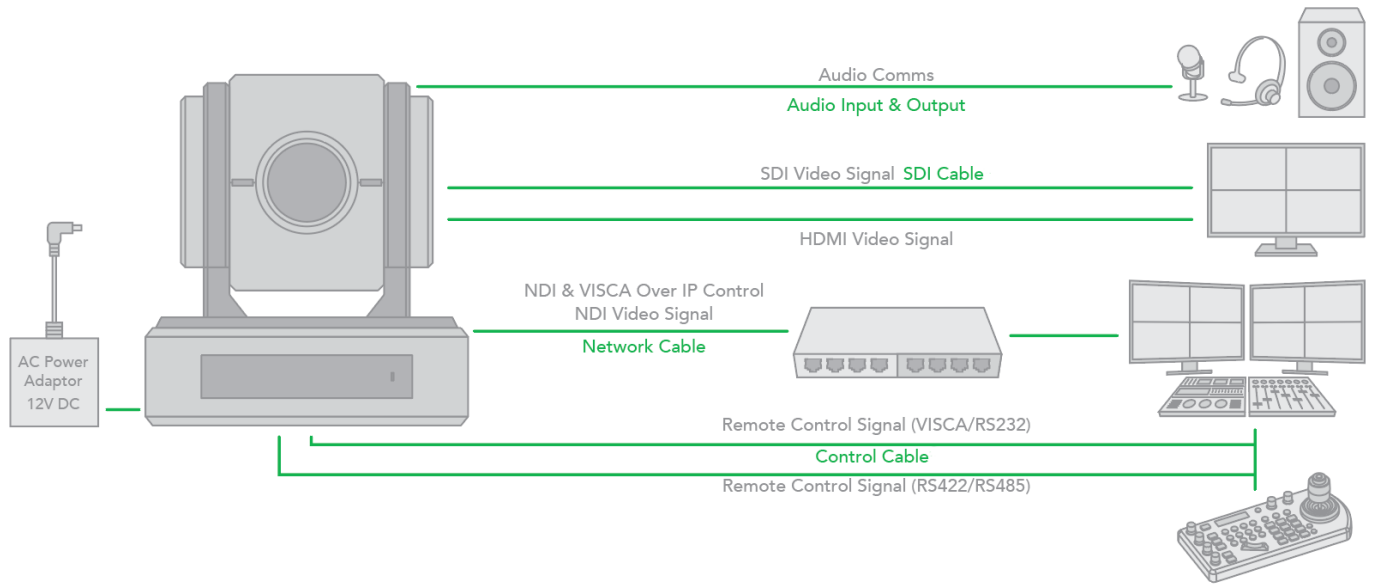 Audio Comms
Audio Input & Output
SDI Video Signal SDI Cable
HDMI Video Signal
NDI & VISCA Over IP Control
NDI Video Signal
Network Cable
AC Power
Adaptor
12V DC
Remote Control Signal (VISCA/RS232)
Control Cable
Remote Control Signal (RS422/RS485)